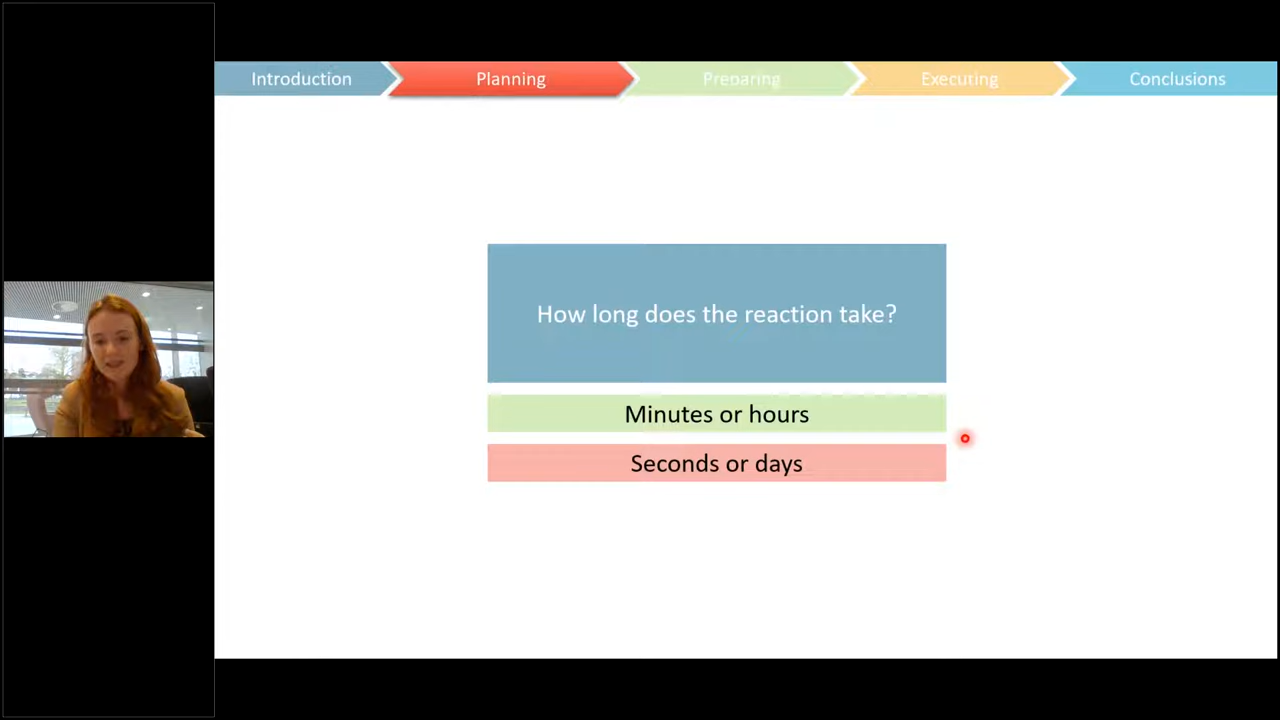 Introduction
Planning
Preparing
Executing
Conclusions
How long does the reaction take?
Minutes or hours
Seconds or days